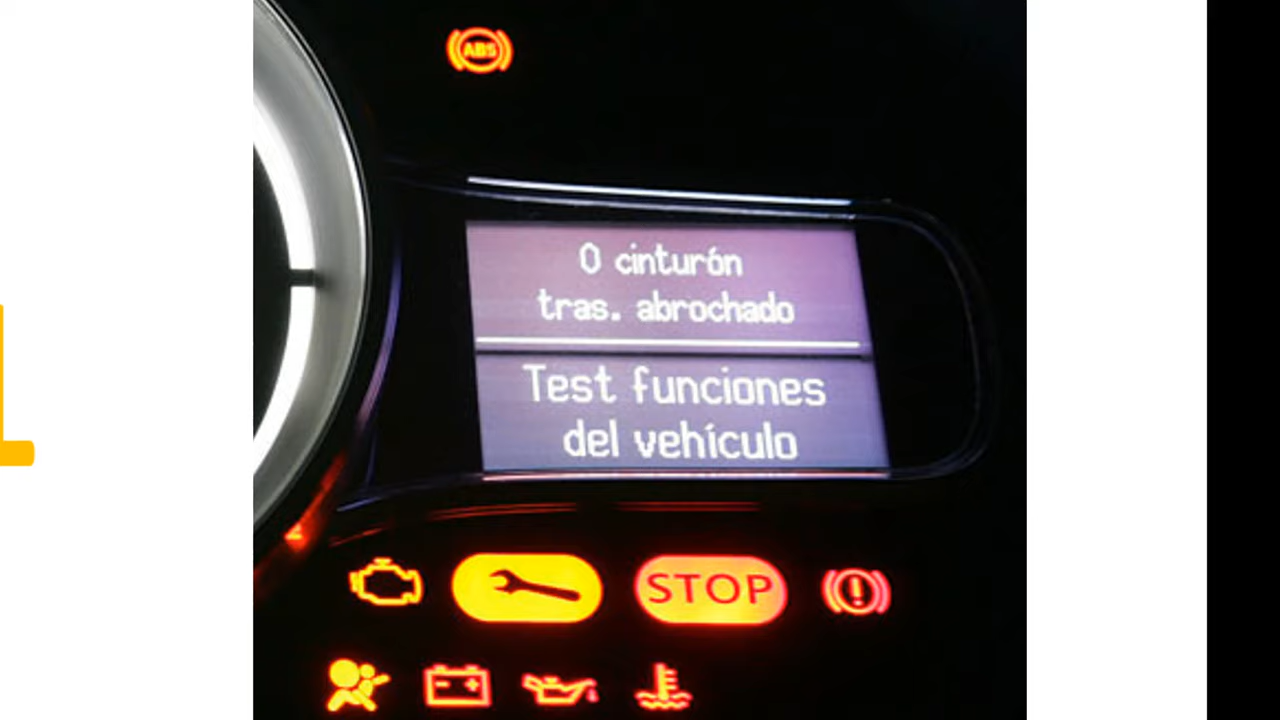 ABS
0 cinturón
tras. abrochado
Test funciones
del vehículo
STOP